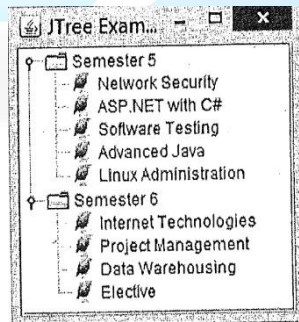 JTree Exam...
Semester 5
Network Security
ASP.NET with C#
Software Testing
Advanced Java
Linux Administration
Semester 6
Internet Technologies
Project Management
Data Warehousing
Elective